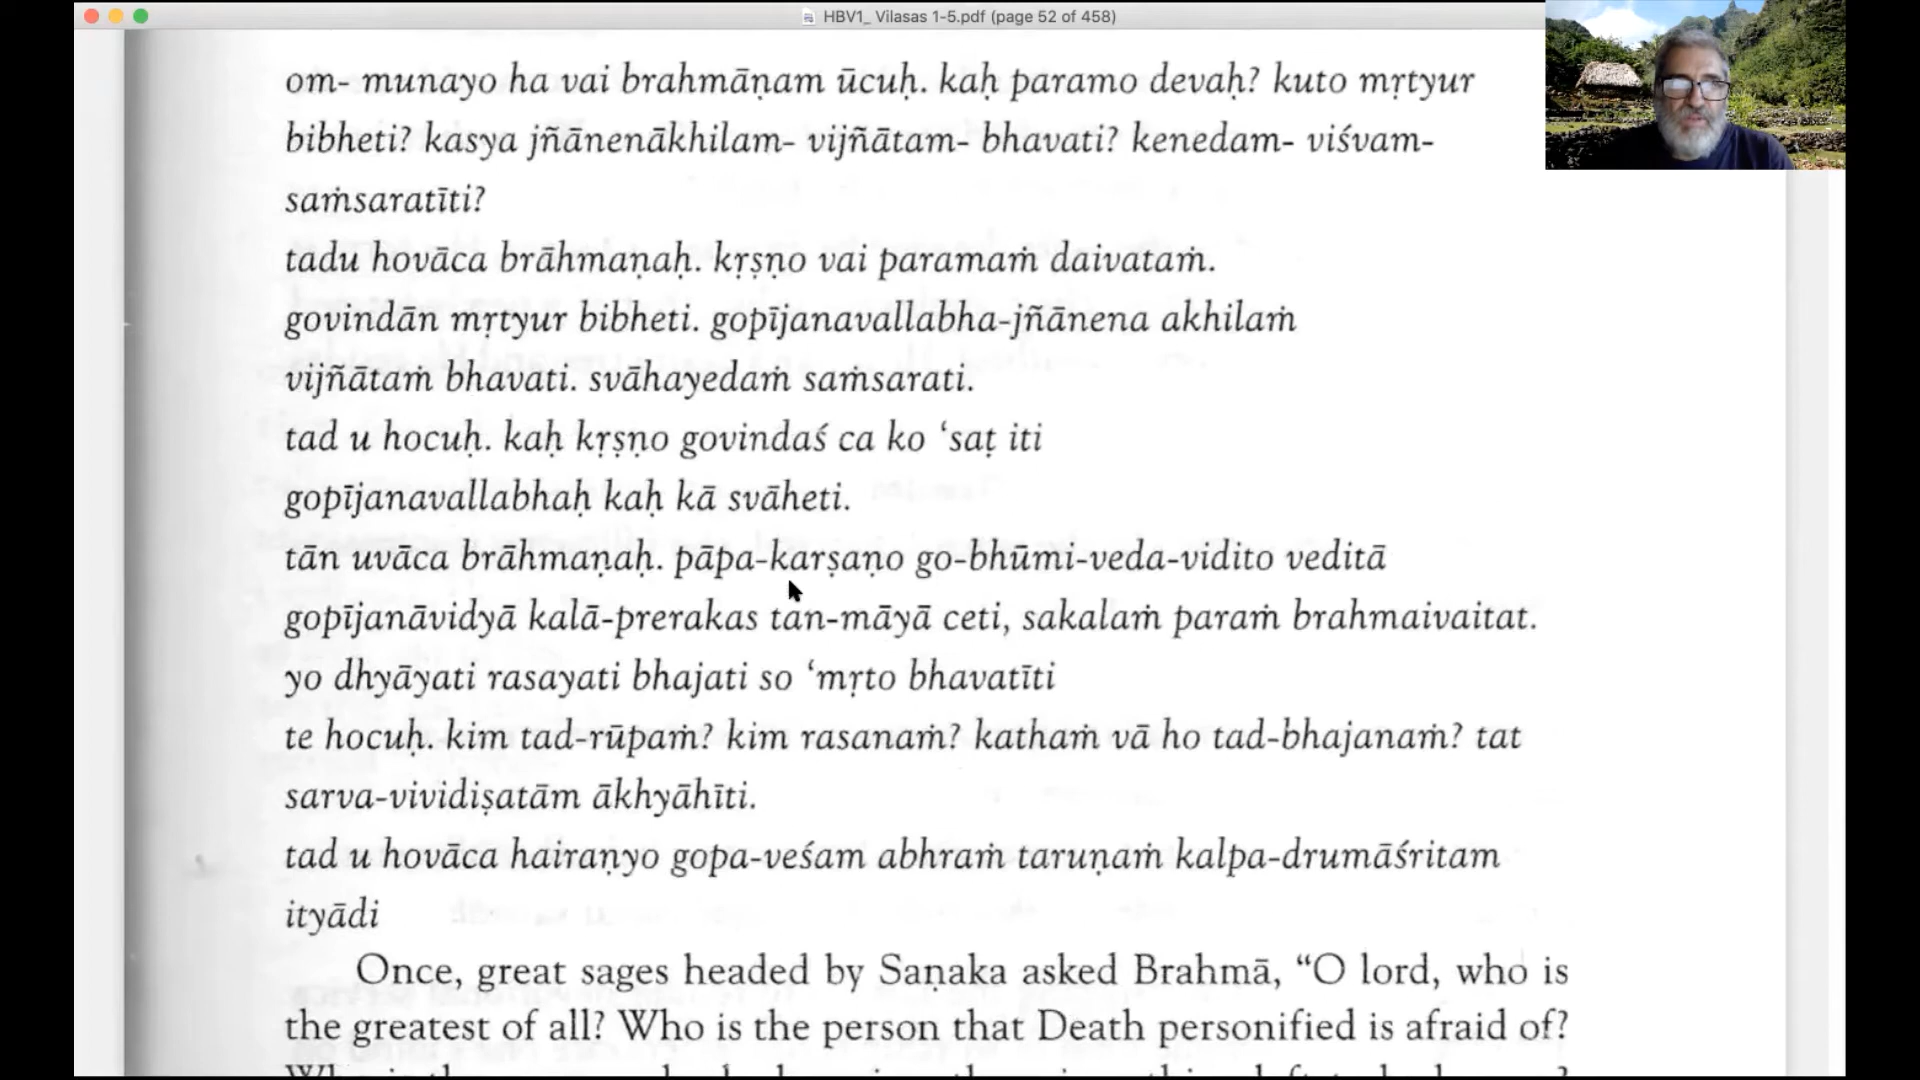 HBV1_ Vilasas 1-5.pdf (page 52 of 458)
om- munayo ha vai brahmāṇam ūcuḥ. kaḥ paramo devaḥ? kuto mṛtyur
bibheti? kasya jñānenākhilam- vijñātam- bhavati? kenedam- viśvam-
saṁsaratīti?
tadu hovāca brāhmaṇaḥ. kṛṣṇo vai paramaṁ daivataṁ.
govindān mṛtyur bibheti. gopījanavallabha-jñānena akhilaṁ
vijñātaṁ bhavati. svāhayedaṁ saṁsarati.
tad u hocuḥ. kaḥ kṛṣṇo govindaś ca ko ‘saṭ iti
gopījanavallabhaḥ kaḥ kā svāheti.
tān uvāca brāhmaṇaḥ. pāpa-karṣaṇo go-bhūmi-veda-vidito veditā
gopījanāvidyā kalā-prerakas tan-māyā ceti, sakalaṁ paraṁ brahmaivaitat.
yo dhyāyati rasayati bhajati so ‘mṛto bhavatīti
te hocuḥ. kim tad-rūpaṁ? kim rasanaṁ? kathaṁ vā ho tad-bhajanaṁ? tat
sarva-vividiṣatām ākhyāhīti.
tad u hovāca hairaṇyo gopa-veśam abhraṁ taruṇaṁ kalpa-drumāśritam
ityādi
Once, great sages headed by Saṇaka asked Brahmā, “O lord, who is
the greatest of all? Who is the person that Death personified is afraid of?